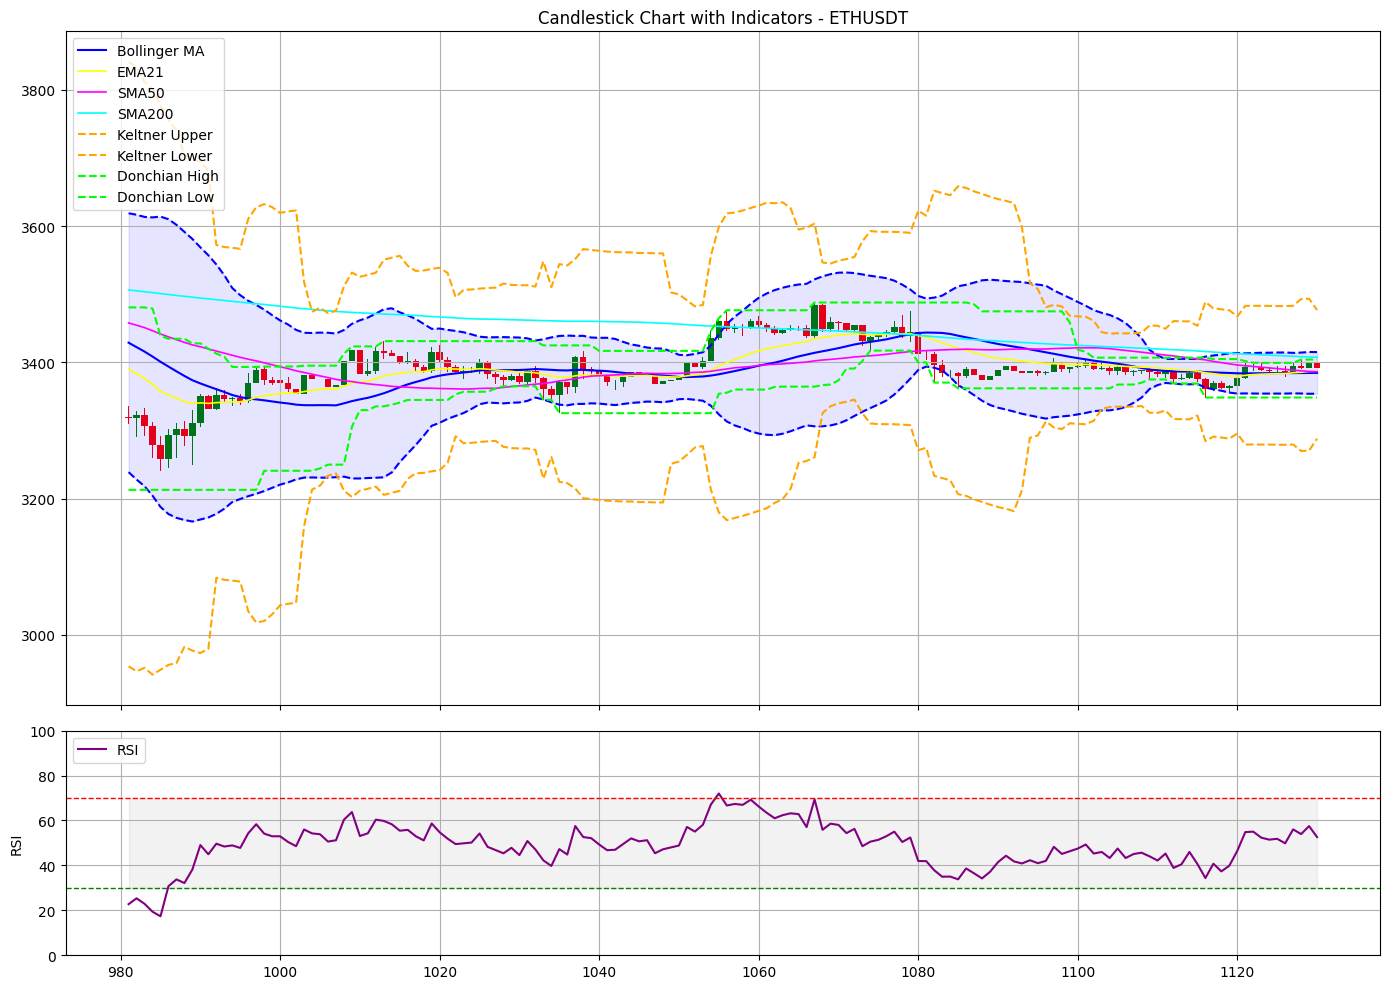 Candlestick Chart with Indicators - ETHUSDT
Bollinger MA
EMA21
SMA50
SMA200
Keltner Upper
Keltner Lower
Donchian High
Donchian Low
3800
3600
3400
3200
3000
RSI
100
80
60
40
20
0
RSI
980
1000
1020
1040
1060
1080
1100
1120